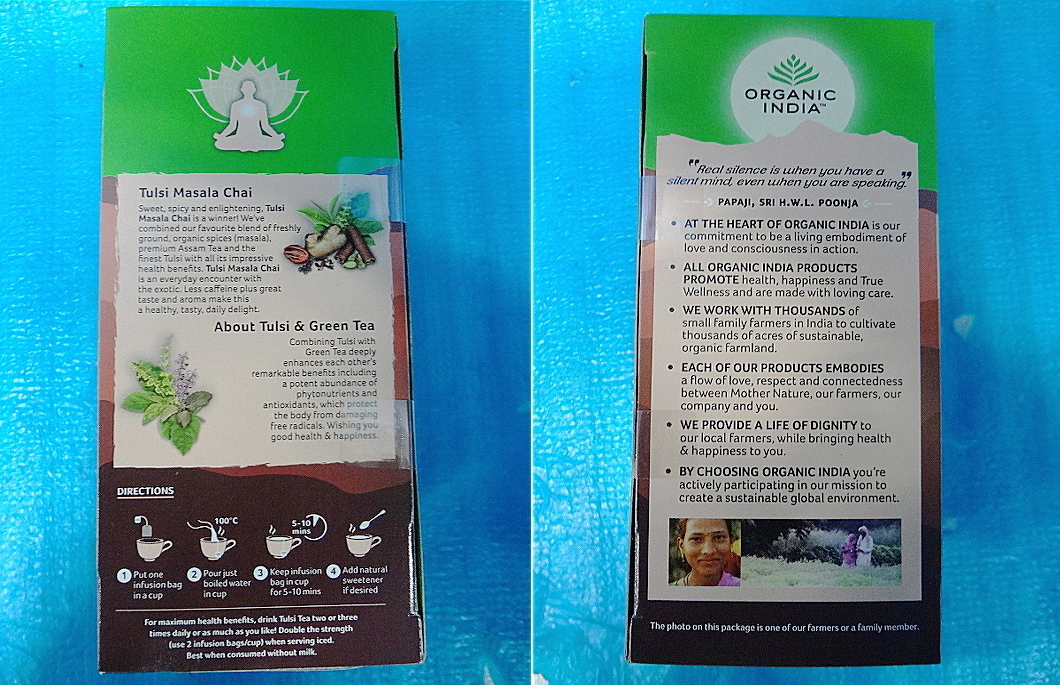 Tulsi Masala Chai
Sweet, spicy and enlightening, Tulsi
Masala Chai is a winner! We've
combined our favourite blend of freshly
ground, organic spices (masala),
premium Assam Tea and the
finest Tulsi with all its impressive
health benefits. Tulsi Masala Chai
is an everyday encounter with
the exotic. Less caffeine plus great
taste and aroma make this
a healthy, tasty, daily delight.
About Tulsi & Green Tea
Combining Tulsi with
Green Tea deeply
enhances each other's
remarkable benefits including
a potent abundance of
phytonutrients and
antioxidants, which protect
the body from damaging
free radicals. Wishing you
good health & happiness.
DIRECTIONS
100°C
5-10
mins
1 Put one
infusion bag
in a cup
2 Pour just
boiled water
in cup
3 Keep infusion
bag in cup
for 5-10 mins
4 Add natural
sweetener
if desired
For maximum health benefits, drink Tulsi Tea two or three
times daily or as much as you like! Double the strength
(use 2 infusion bags/cup) when serving iced.
Best when consumed without milk.
ORGANIC
INDIA™
"Real silence is when you have a
silent mind, even when you are speaking."
PAPAJI, SRI H.W.L. POONJA
• AT THE HEART OF ORGANIC INDIA is our
commitment to be a living embodiment of
love and consciousness in action.
• ALL ORGANIC INDIA PRODUCTS
PROMOTE health, happiness and True
Wellness and are made with loving care.
• WE WORK WITH THOUSANDS of
small family farmers in India to cultivate
thousands of acres of sustainable,
organic farmland.
• EACH OF OUR PRODUCTS EMBODIES
a flow of love, respect and connectedness
between Mother Nature, our farmers, our
company and you.
• WE PROVIDE A LIFE OF DIGNITY to
our local farmers, while bringing health
& happiness to you.
• BY CHOOSING ORGANIC INDIA you're
actively participating in our mission to
create a sustainable global environment.
The photo on this package is one of our farmers or a family member.